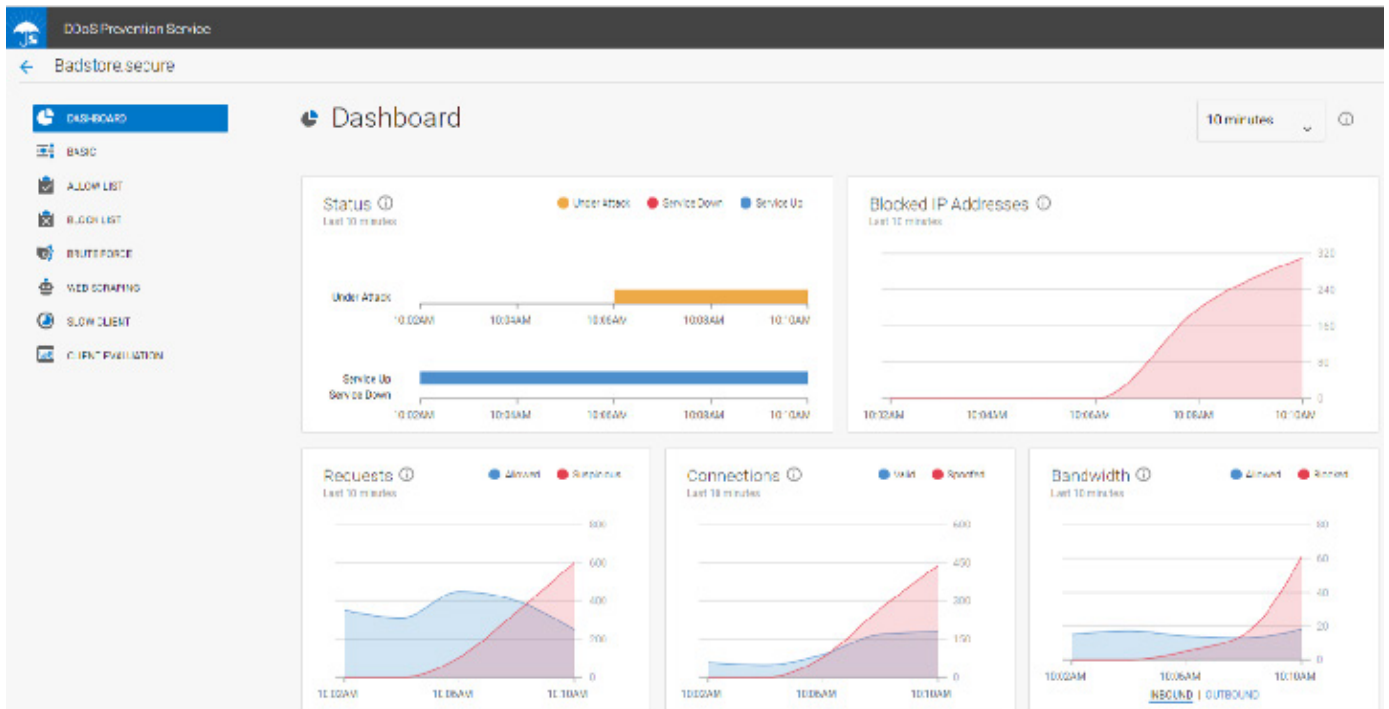 JS
DDoS Prevention Service
Badstore.secure
DASHBOARD
BASIC
ALLOW LIST
BLOCK LIST
BRUTE FORCE
WEB SCRAPING
SLOW CLIENT
CLIENT EVALUATION
Dashboard
10 minutes
Status
Under Attack Service Down Service Up
Last 10 minutes
Under Attack
10:02AM 10:04AM 10:06AM 10:08AM 10:10AM
Service Up
Service Down
10:02AM 10:04AM 10:06AM 10:08AM 10:10AM
Blocked IP Addresses
Last 10 minutes
320
240
160
80
0
10:02AM 10:04AM 10:06AM 10:08AM 10:10AM
Requests
Allowed Suspicious
Last 10 minutes
800
600
400
200
0
10:02AM 10:06AM 10:10AM
Connections
Valid Spoofed
Last 10 minutes
600
450
300
150
0
10:02AM 10:06AM 10:10AM
Bandwidth
Allowed Blocked
Last 10 minutes
80
60
40
20
0
10:02AM 10:06AM 10:10AM
INBOUND | OUTBOUND